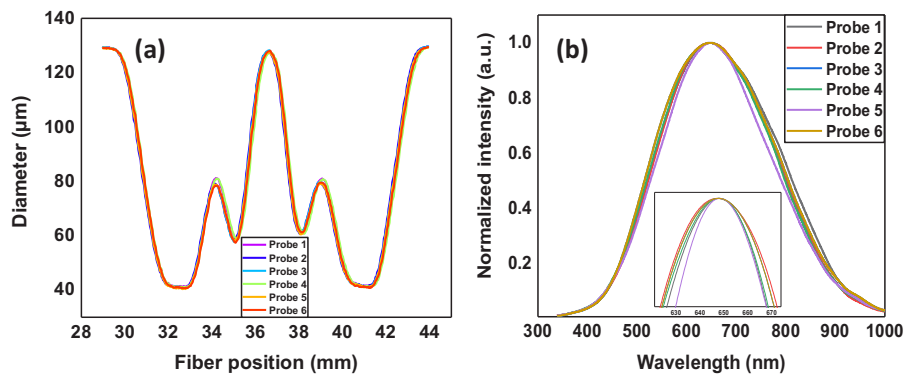 (a)
Diameter (µm)
140
120
100
80
60
40
Probe 1
Probe 2
Probe 3
Probe 4
Probe 5
Probe 6
28 30 32 34 36 38 40 42 44
Fiber position (mm)
(b)
Normalized intensity (a.u.)
1.0
0.8
0.6
0.4
0.2
Probe 1
Probe 2
Probe 3
Probe 4
Probe 5
Probe 6
630 640 650 660 670
300 400 500 600 700 800 900 1000
Wavelength (nm)